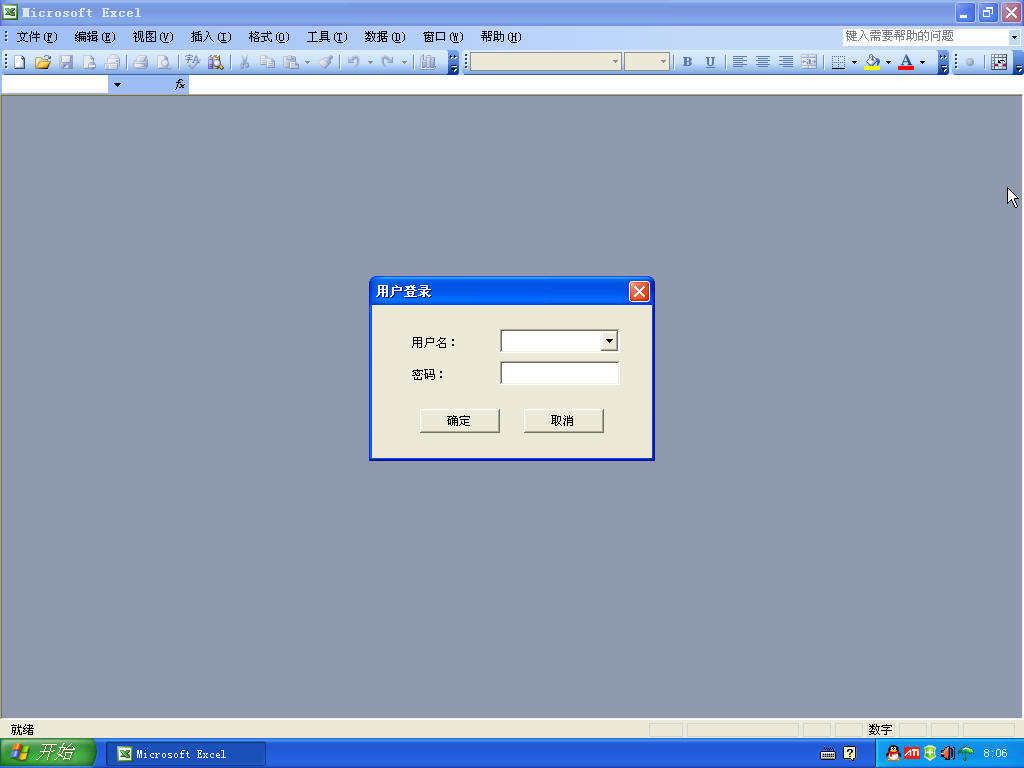 Microsoft Excel
文件(F) 编辑(E) 视图(V) 插入(I) 格式(O) 工具(T) 数据(D) 窗口(W) 帮助(H) 键入需要帮助的问题
B U A
fx
用户登录
用户名：
密码：
确定 取消
就绪 数字
开始 Microsoft Excel ATI 8:06